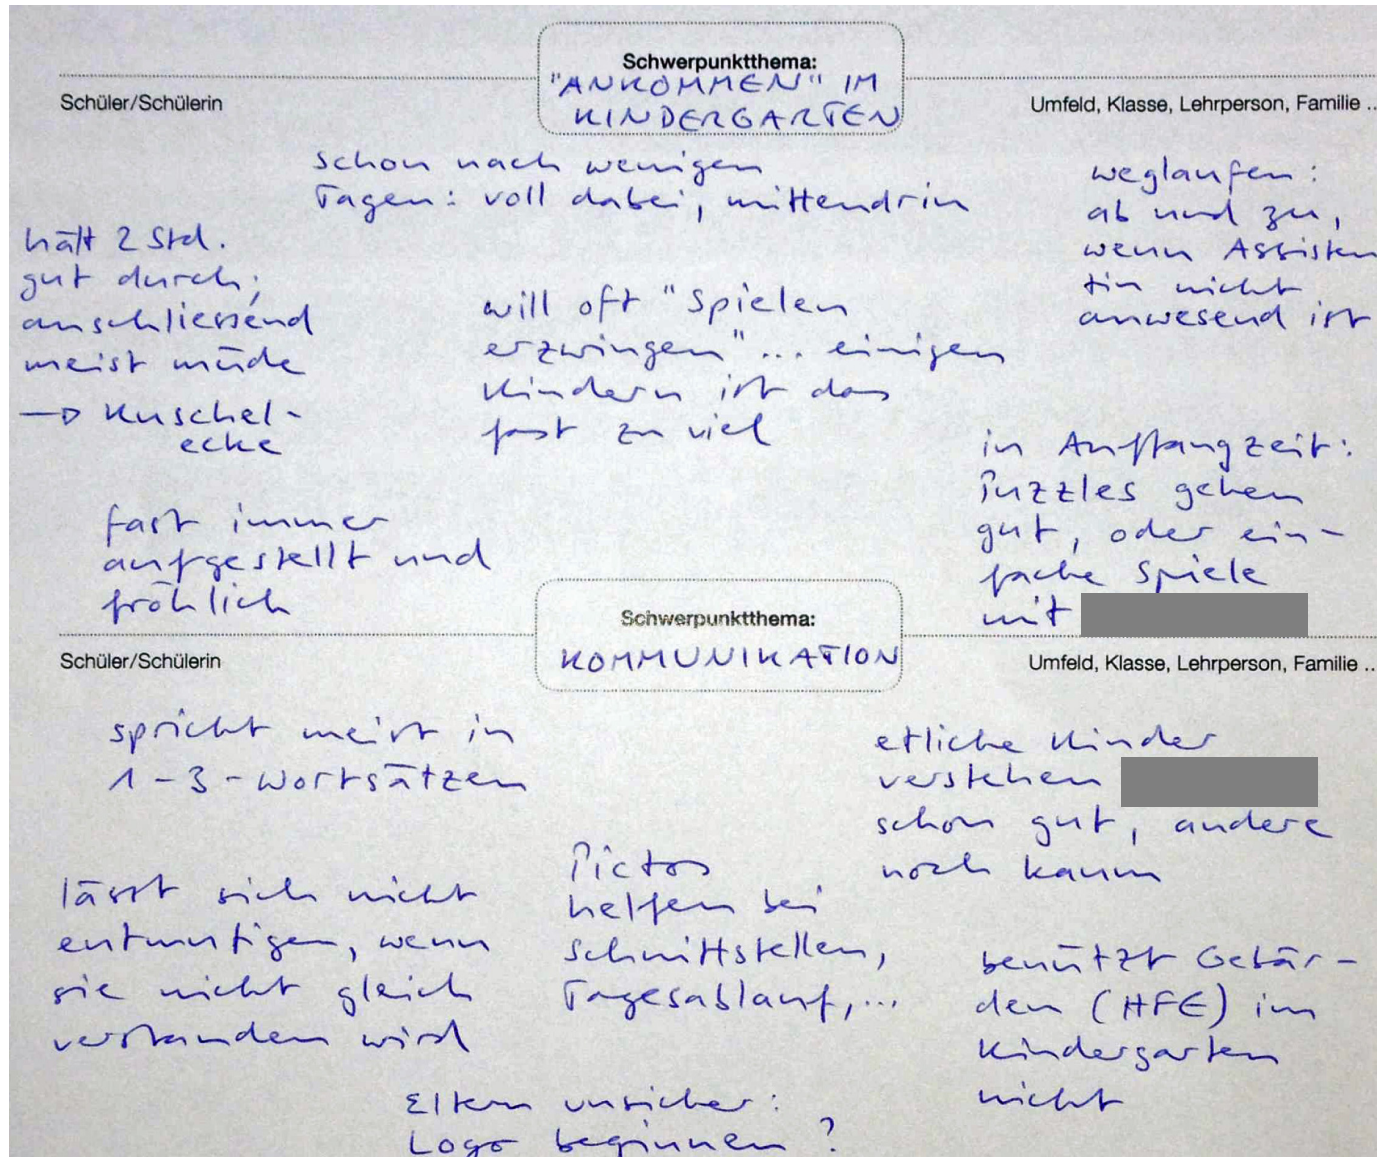 Schwerpunktthema:
"ANKOMMEN" IM
KINDERGARTEN
Schüler/Schülerin
Umfeld, Klasse, Lehrperson, Familie ..
schon nach wenigen
Tagen: voll dabei, mittendrin
weglaufen:
ab und zu,
wenn Assisten
tin nicht
anwesend ist
hält 2 Std.
gut durch;
anschliessend
meist müde
→ Kuschel-
ecke
will oft "Spielen
erzwingen"... einigen
Kindern ist das
fast zu viel
in Auffangzeit:
Puzzles gehen
gut, oder ein-
fache Spiele
mit
fast immer
aufgestellt und
fröhlich
Schwerpunktthema:
KOMMUNIKATION
Schüler/Schülerin
Umfeld, Klasse, Lehrperson, Familie ..
spricht meist in
1-3-Wortsätzen
etliche Kinder
verstehen
schon gut, andere
noch kaum
lässt sich nicht
entmutigen, wenn
sie nicht gleich
verstanden wird
Pictos
helfen bei
Schnittstellen,
Tagesablauf,...
benützt Gebär-
den (HFE) im
Kindergarten
nicht
Eltern unsicher:
Logo beginnen?